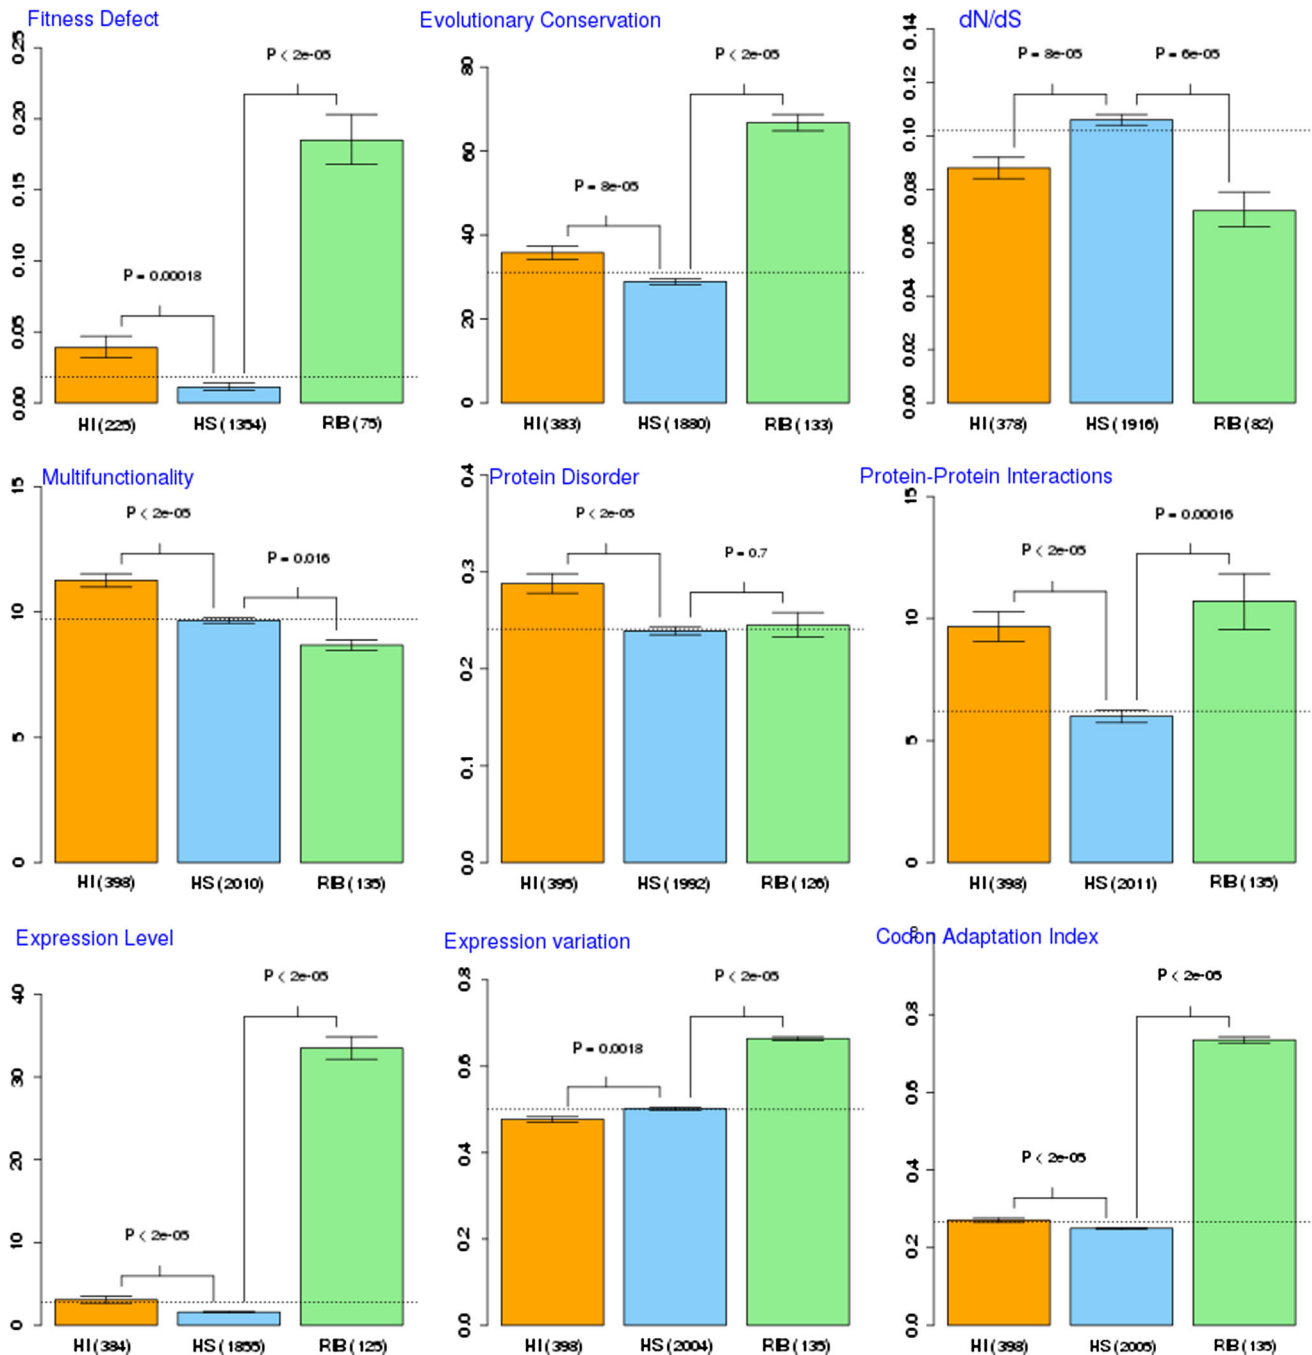 Fitness Defect
0.00 0.05 0.10 0.15 0.20 0.25
P < 2e-05
P = 0.00018
HI(225) HS(1354) RIB(75)
Evolutionary Conservation
0 20 40 60 80
P < 2e-05
P = 8e-05
HI(383) HS(1880) RIB(133)
dN/dS
0.00 0.02 0.04 0.06 0.08 0.10 0.12 0.14
P = 8e-05 P = 6e-05
HI(378) HS(1916) RIB(82)
Multifunctionality
0 5 10 15
P < 2e-05
P = 0.016
HI(398) HS(2010) RIB(135)
Protein Disorder
0.0 0.1 0.2 0.3 0.4
P < 2e-05
P = 0.7
HI(395) HS(1992) RIB(126)
Protein-Protein Interactions
0 5 10 15
P = 0.00016
P < 2e-05
HI(398) HS(2011) RIB(135)
Expression Level
0 10 20 30 40
P < 2e-05
P < 2e-05
HI(384) HS(1855) RIB(125)
Expression variation
0.0 0.2 0.4 0.6 0.8
P < 2e-05
P = 0.0018
HI(398) HS(2004) RIB(135)
Codon Adaptation Index
0.0 0.2 0.4 0.6 0.8
P < 2e-05
P < 2e-05
HI(398) HS(2005) RIB(135)